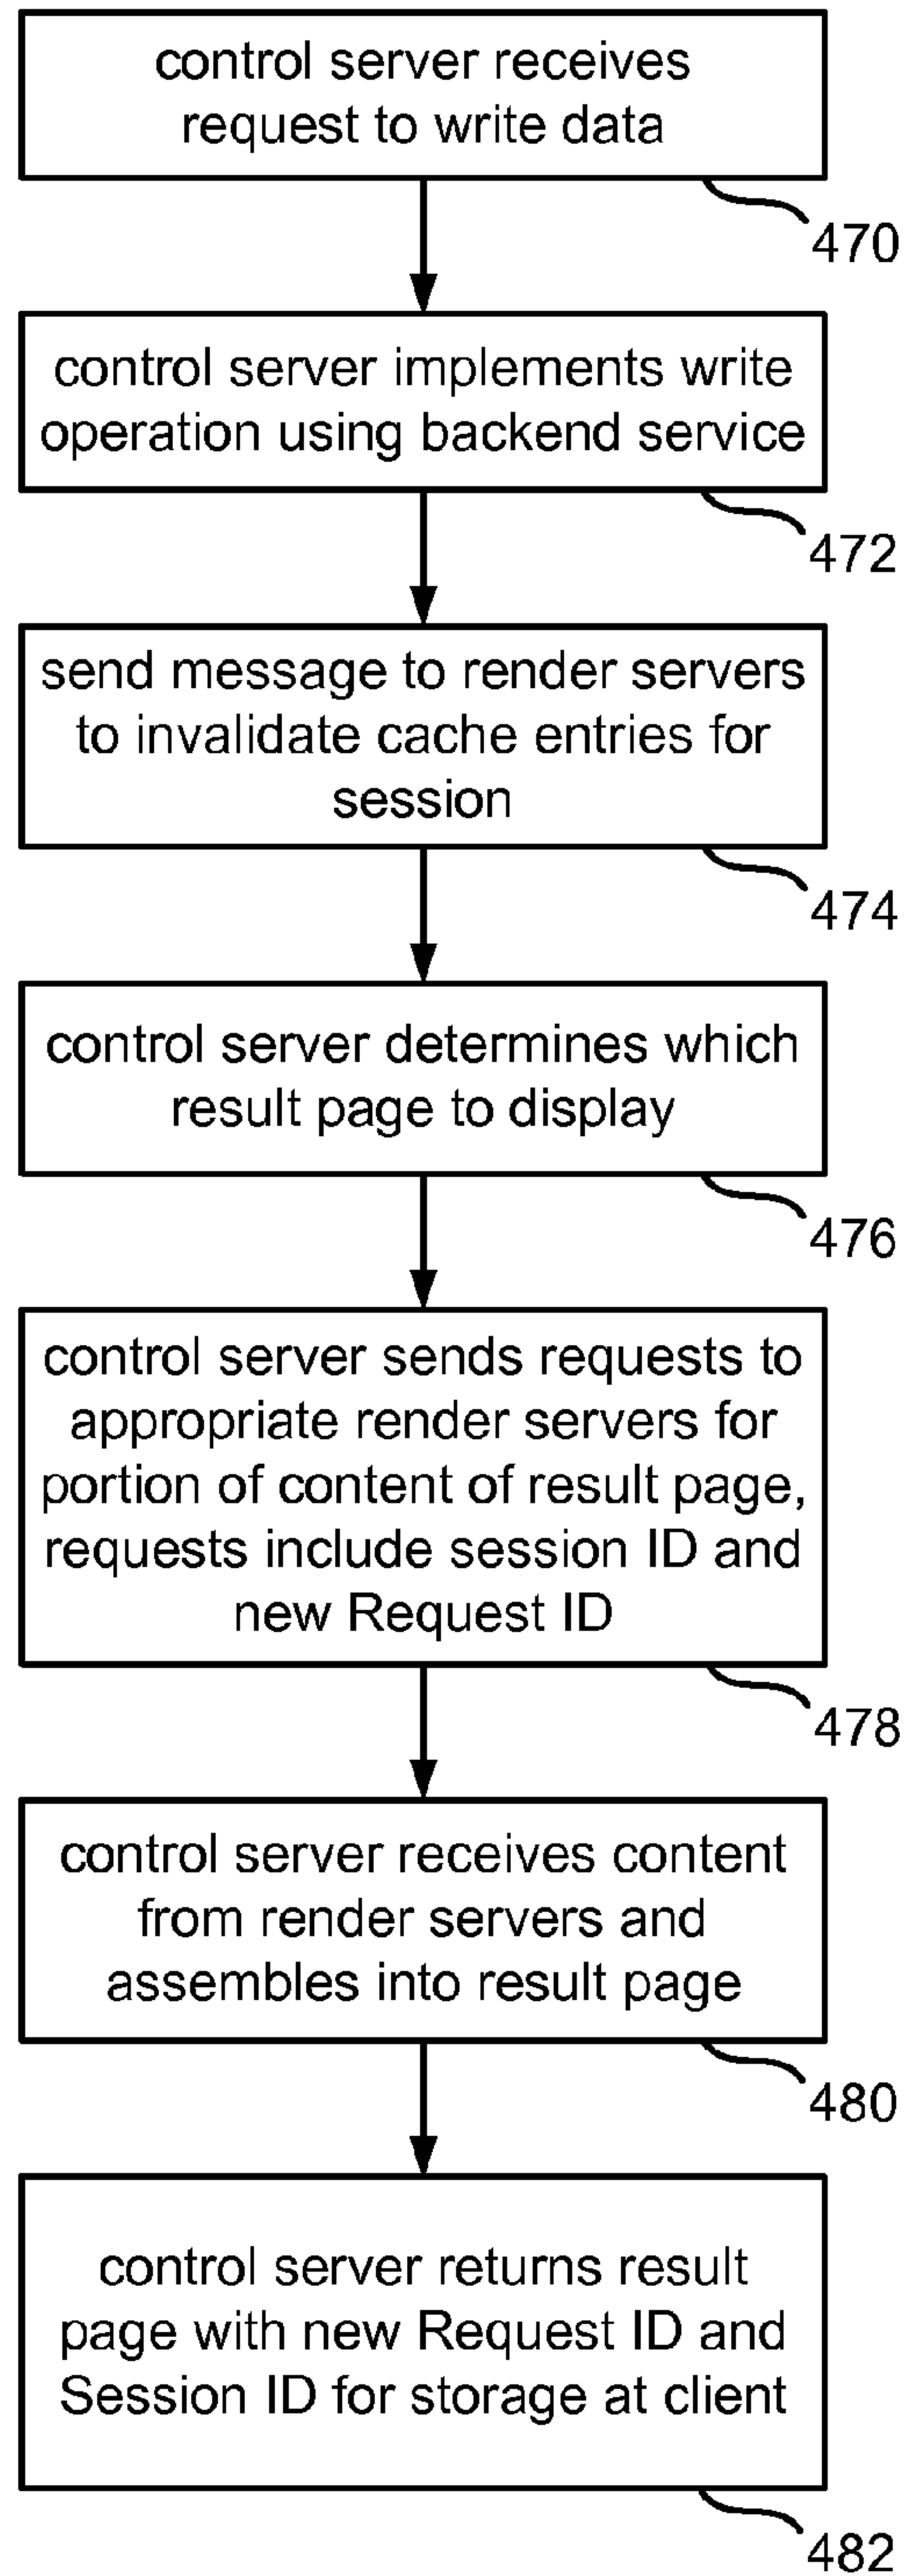 control server receives
request to write data
470
control server implements write
operation using backend service
472
send message to render servers
to invalidate cache entries for
session
474
control server determines which
result page to display
476
control server sends requests to
appropriate render servers for
portion of content of result page,
requests include session ID and
new Request ID
478
control server receives content
from render servers and
assembles into result page
480
control server returns result
page with new Request ID and
Session ID for storage at client
482